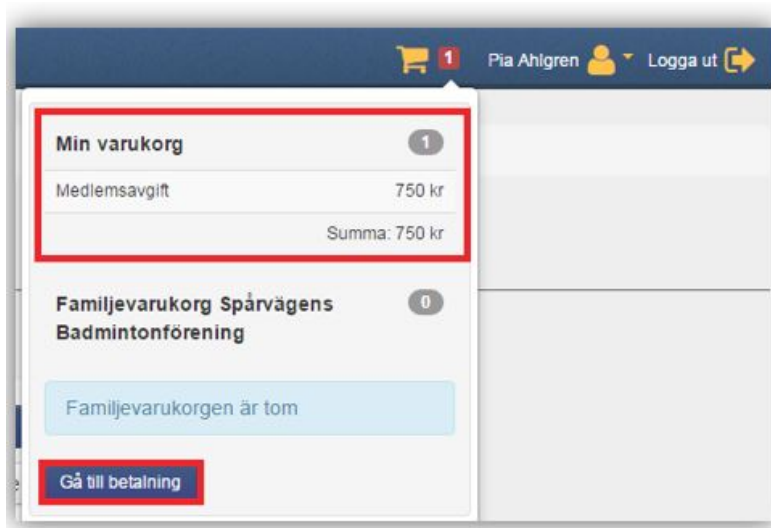 1 Pia Ahlgren Logga ut
Min varukorg 1
Medlemsavgift 750 kr
Summa: 750 kr
Familjevarukorg Spårvägens 0
Badmintonförening
Familjevarukorgen är tom
Gå till betalning